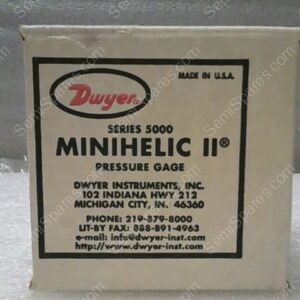 MADE IN U.S.A.
Dwyer®
SERIES 5000
MINIHELIC II®
PRESSURE GAGE
DWYER INSTRUMENTS, INC.
102 INDIANA HWY 212
MICHIGAN CITY, IN. 46360
PHONE: 219-879-8000
LIT-BY FAX: 888-891-4963
e-mail: info@dwyer-inst.com
http://www.dwyer-inst.com
SemiSpares.com